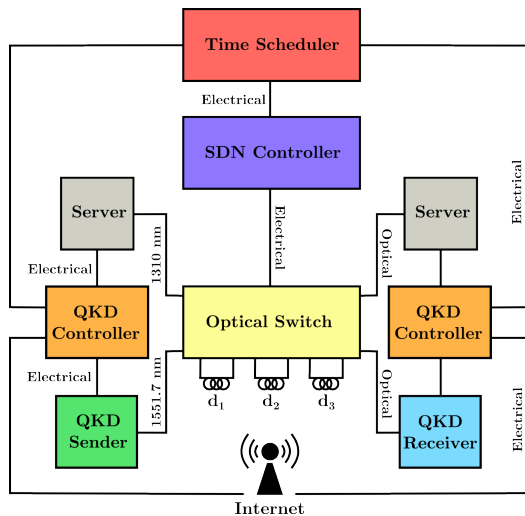 Time Scheduler
Electrical
SDN Controller
Electrical
Electrical
Server
Server
1310 nm
Optical
Electrical
QKD
Controller
Optical Switch
QKD
Controller
Electrical
1551.7 nm
Optical
d₁
d₂
d₃
QKD
Sender
QKD
Receiver
Electrical
Internet